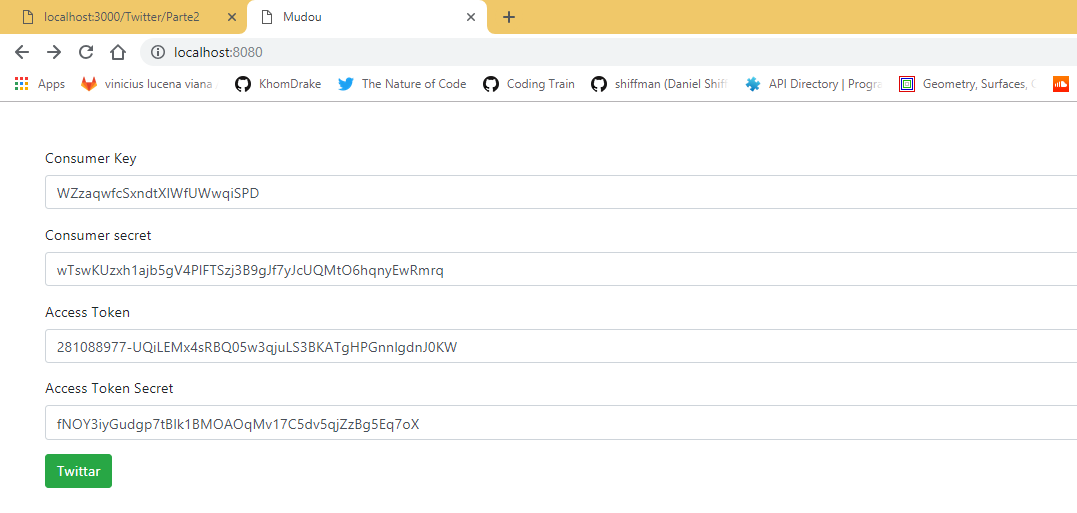 localhost:3000/Twitter/Parte2
Mudou
localhost:8080
Apps
vinicius lucena viana
KhomDrake
The Nature of Code
Coding Train
shiffman (Daniel Shiff
API Directory | Progra
Geometry, Surfaces, C
Consumer Key
WZzaqwfcSxndtXIWfUWwqiSPD
Consumer secret
wTswKUzxh1ajb5gV4PlFTSzj3B9gJf7yJcUQMtO6hqnyEwRmrq
Access Token
281088977-UQiLEMx4sRBQ05w3qjuLS3BKATgHPGnnIgdnJ0KW
Access Token Secret
fNOY3iyGudgp7tBlk1BMOAOqMv17C5dv5qjZzBg5Eq7oX
Twittar